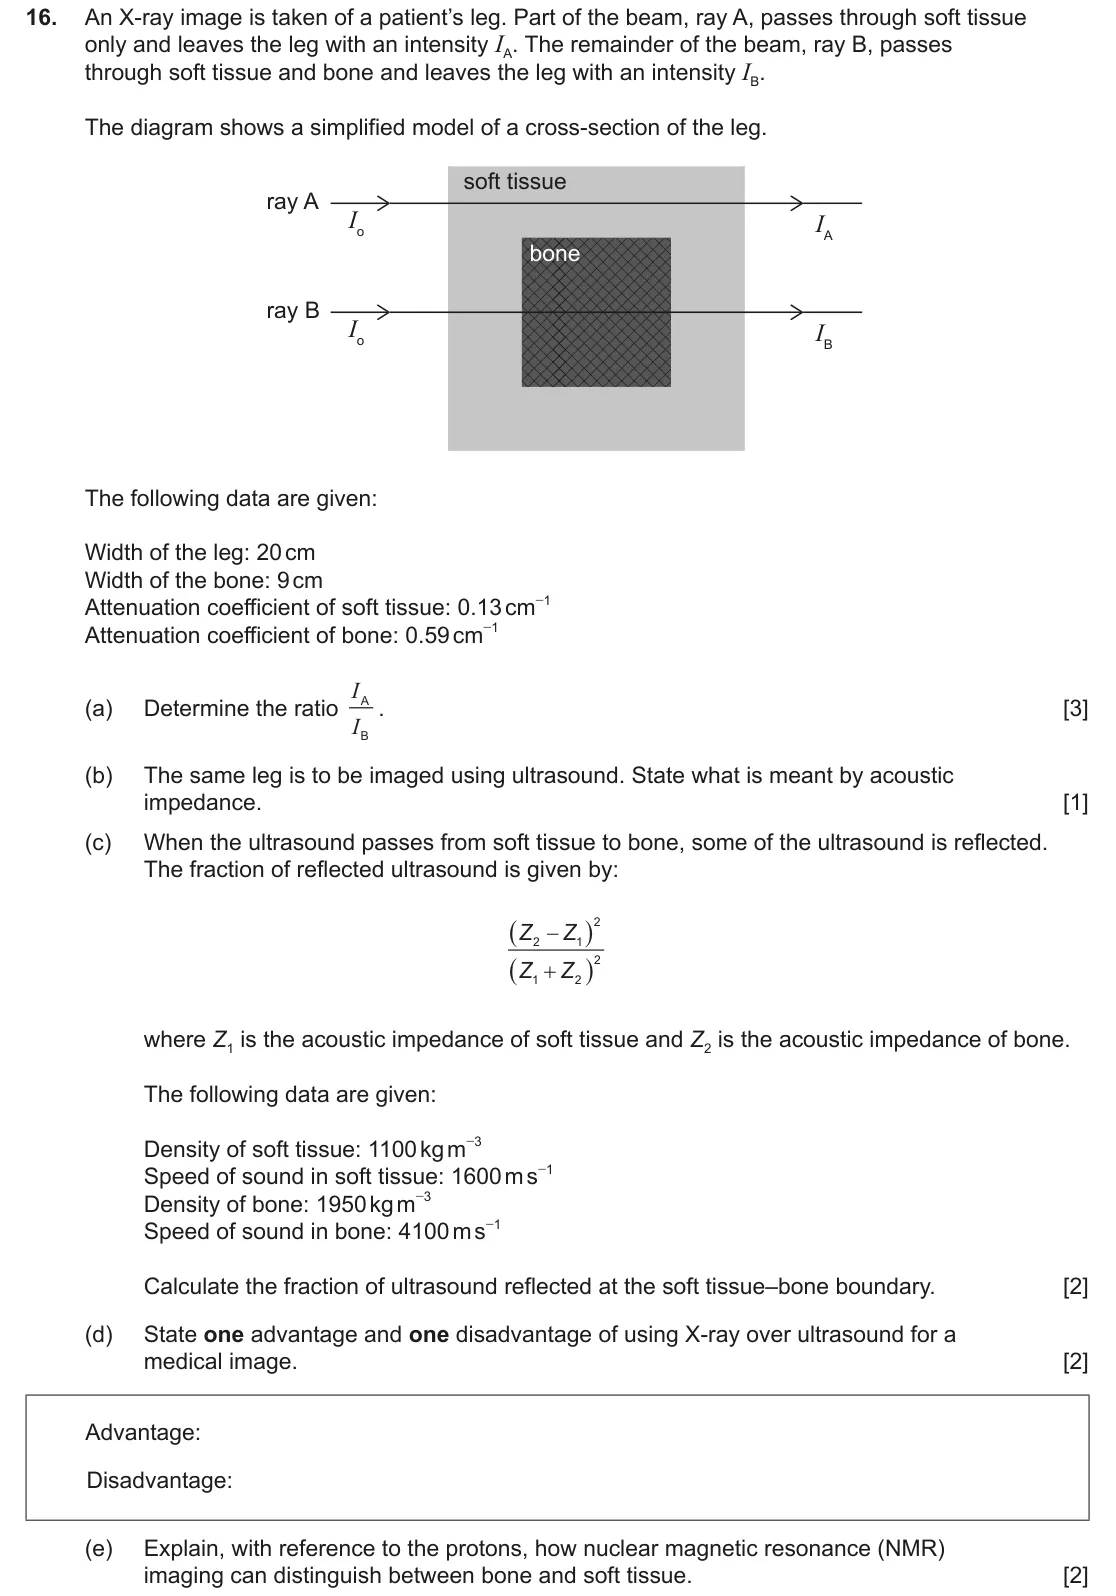 16. An X-ray image is taken of a patient’s leg. Part of the beam, ray A, passes through soft tissue
only and leaves the leg with an intensity I_A. The remainder of the beam, ray B, passes
through soft tissue and bone and leaves the leg with an intensity I_B.
The diagram shows a simplified model of a cross-section of the leg.
soft tissue
ray A
I_o
I_A
bone
ray B
I_o
I_B
The following data are given:
Width of the leg: 20 cm
Width of the bone: 9 cm
Attenuation coefficient of soft tissue: 0.13 cm⁻¹
Attenuation coefficient of bone: 0.59 cm⁻¹
(a) Determine the ratio I_A / I_B. [3]
(b) The same leg is to be imaged using ultrasound. State what is meant by acoustic
impedance. [1]
(c) When the ultrasound passes from soft tissue to bone, some of the ultrasound is reflected.
The fraction of reflected ultrasound is given by:
(Z₂ − Z₁)²
(Z₁ + Z₂)²
where Z₁ is the acoustic impedance of soft tissue and Z₂ is the acoustic impedance of bone.
The following data are given:
Density of soft tissue: 1100 kg m⁻³
Speed of sound in soft tissue: 1600 m s⁻¹
Density of bone: 1950 kg m⁻³
Speed of sound in bone: 4100 m s⁻¹
Calculate the fraction of ultrasound reflected at the soft tissue–bone boundary. [2]
(d) State one advantage and one disadvantage of using X-ray over ultrasound for a
medical image. [2]
Advantage:
Disadvantage:
(e) Explain, with reference to the protons, how nuclear magnetic resonance (NMR)
imaging can distinguish between bone and soft tissue. [2]